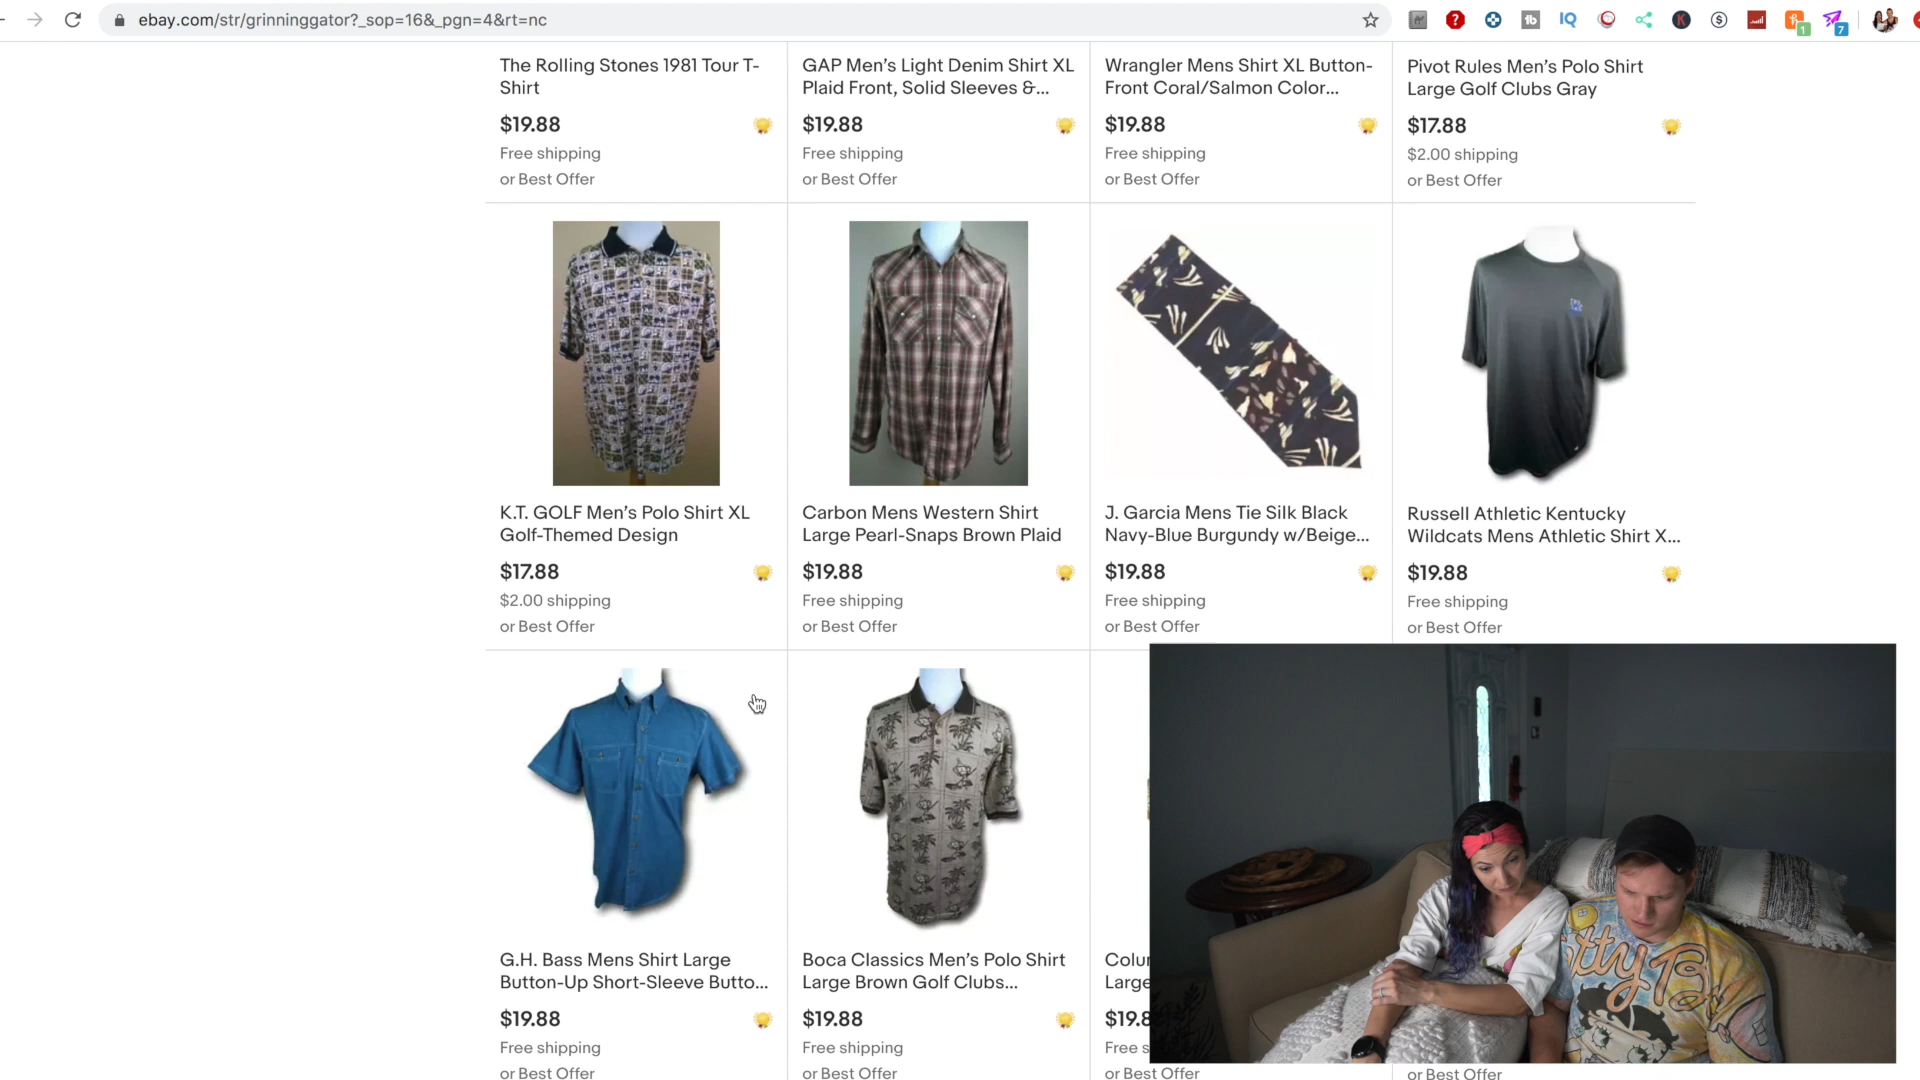 ebay.com/str/grinninggator?_sop=16&_pgn=4&rt=nc
The Rolling Stones 1981 Tour T-
Shirt
$19.88
Free shipping
or Best Offer
GAP Men's Light Denim Shirt XL
Plaid Front, Solid Sleeves &...
$19.88
Free shipping
or Best Offer
Wrangler Mens Shirt XL Button-
Front Coral/Salmon Color...
$19.88
Free shipping
or Best Offer
Pivot Rules Men's Polo Shirt
Large Golf Clubs Gray
$17.88
$2.00 shipping
or Best Offer
K.T. GOLF Men's Polo Shirt XL
Golf-Themed Design
$17.88
$2.00 shipping
or Best Offer
Carbon Mens Western Shirt
Large Pearl-Snaps Brown Plaid
$19.88
Free shipping
or Best Offer
J. Garcia Mens Tie Silk Black
Navy-Blue Burgundy w/Beige...
$19.88
Free shipping
or Best Offer
Russell Athletic Kentucky
Wildcats Mens Athletic Shirt X...
$19.88
Free shipping
or Best Offer
G.H. Bass Mens Shirt Large
Button-Up Short-Sleeve Butto...
$19.88
Free shipping
or Best Offer
Boca Classics Men's Polo Shirt
Large Brown Golf Clubs...
$19.88
Free shipping
or Best Offer
Large
or Best Offer
or Best Offer